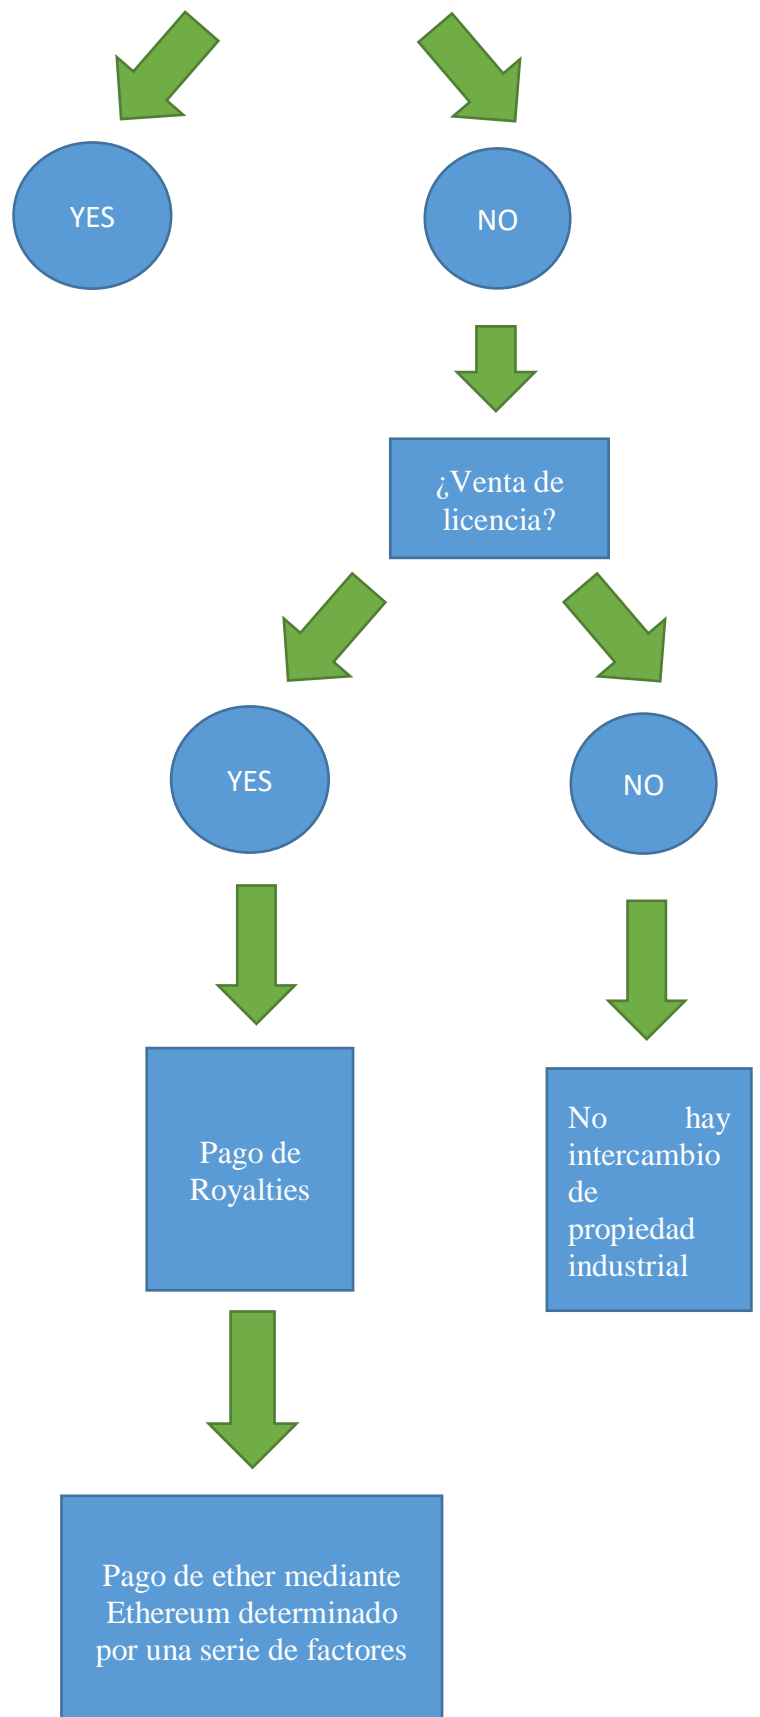 YES
NO
¿Venta de
licencia?
YES
NO
Pago de
Royalties
No hay
intercambio
de
propiedad
industrial
Pago de ether mediante
Ethereum determinado
por una serie de factores